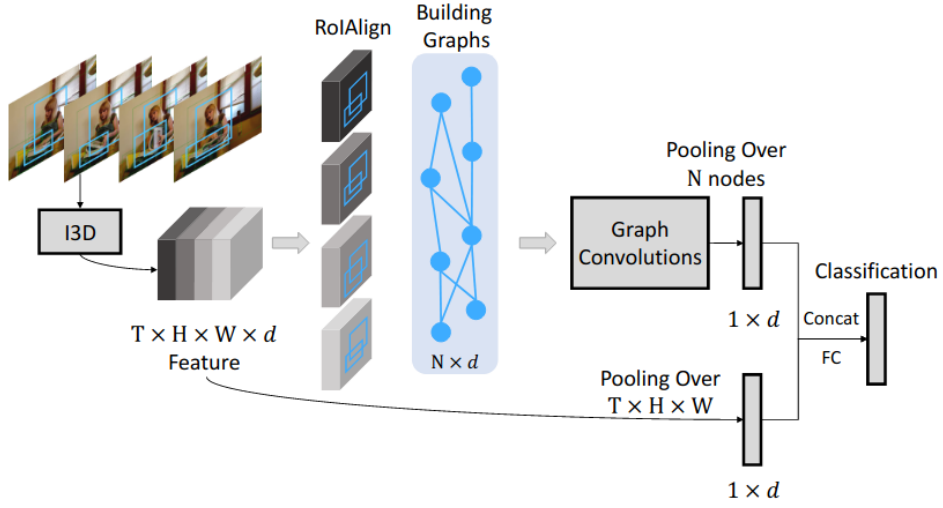 RoIAlign
Building
Graphs
I3D
T × H × W × d
Feature
N × d
Graph
Convolutions
Pooling Over
N nodes
1 × d
Pooling Over
T × H × W
1 × d
Concat
FC
Classification